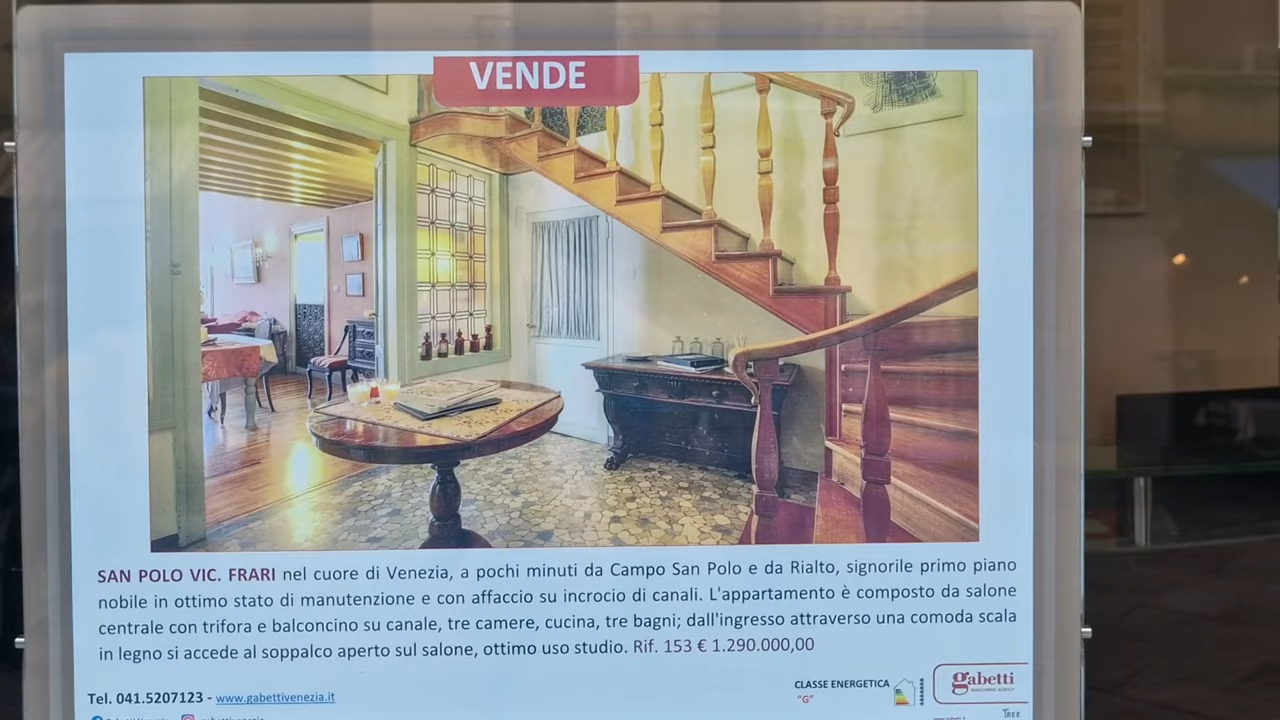 VENDE
SAN POLO VIC. FRARI nel cuore di Venezia, a pochi minuti da Campo San Polo e da Rialto, signorile primo piano
nobile in ottimo stato di manutenzione e con affaccio su incrocio di canali. L'appartamento è composto da salone
centrale con trifora e balconcino su canale, tre camere, cucina, tre bagni; dall'ingresso attraverso una comoda scala
in legno si accede al soppalco aperto sul salone, ottimo uso studio. Rif. 153 € 1.290.000,00
Tel. 041.5207123 - www.gabettivenezia.it
CLASSE ENERGETICA
"G"
gabetti
FRANCHISING AGENCY
TREE